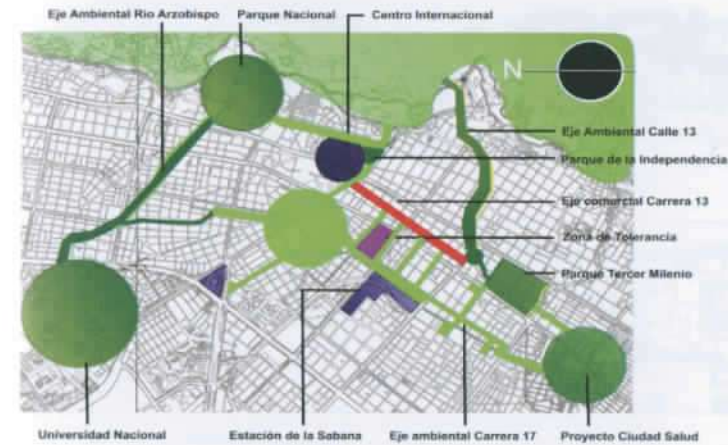 Eje Ambiental Rio Arzobispo
Parque Nacional
Centro Internacional
N
Eje Ambiental Calle 13
Parque de la Independencia
Eje comercial Carrera 13
Zona de Tolerancia
Parque Tercer Milenio
Universidad Nacional
Estación de la Sabana
Eje ambiental Carrera 17
Proyecto Ciudad Salud